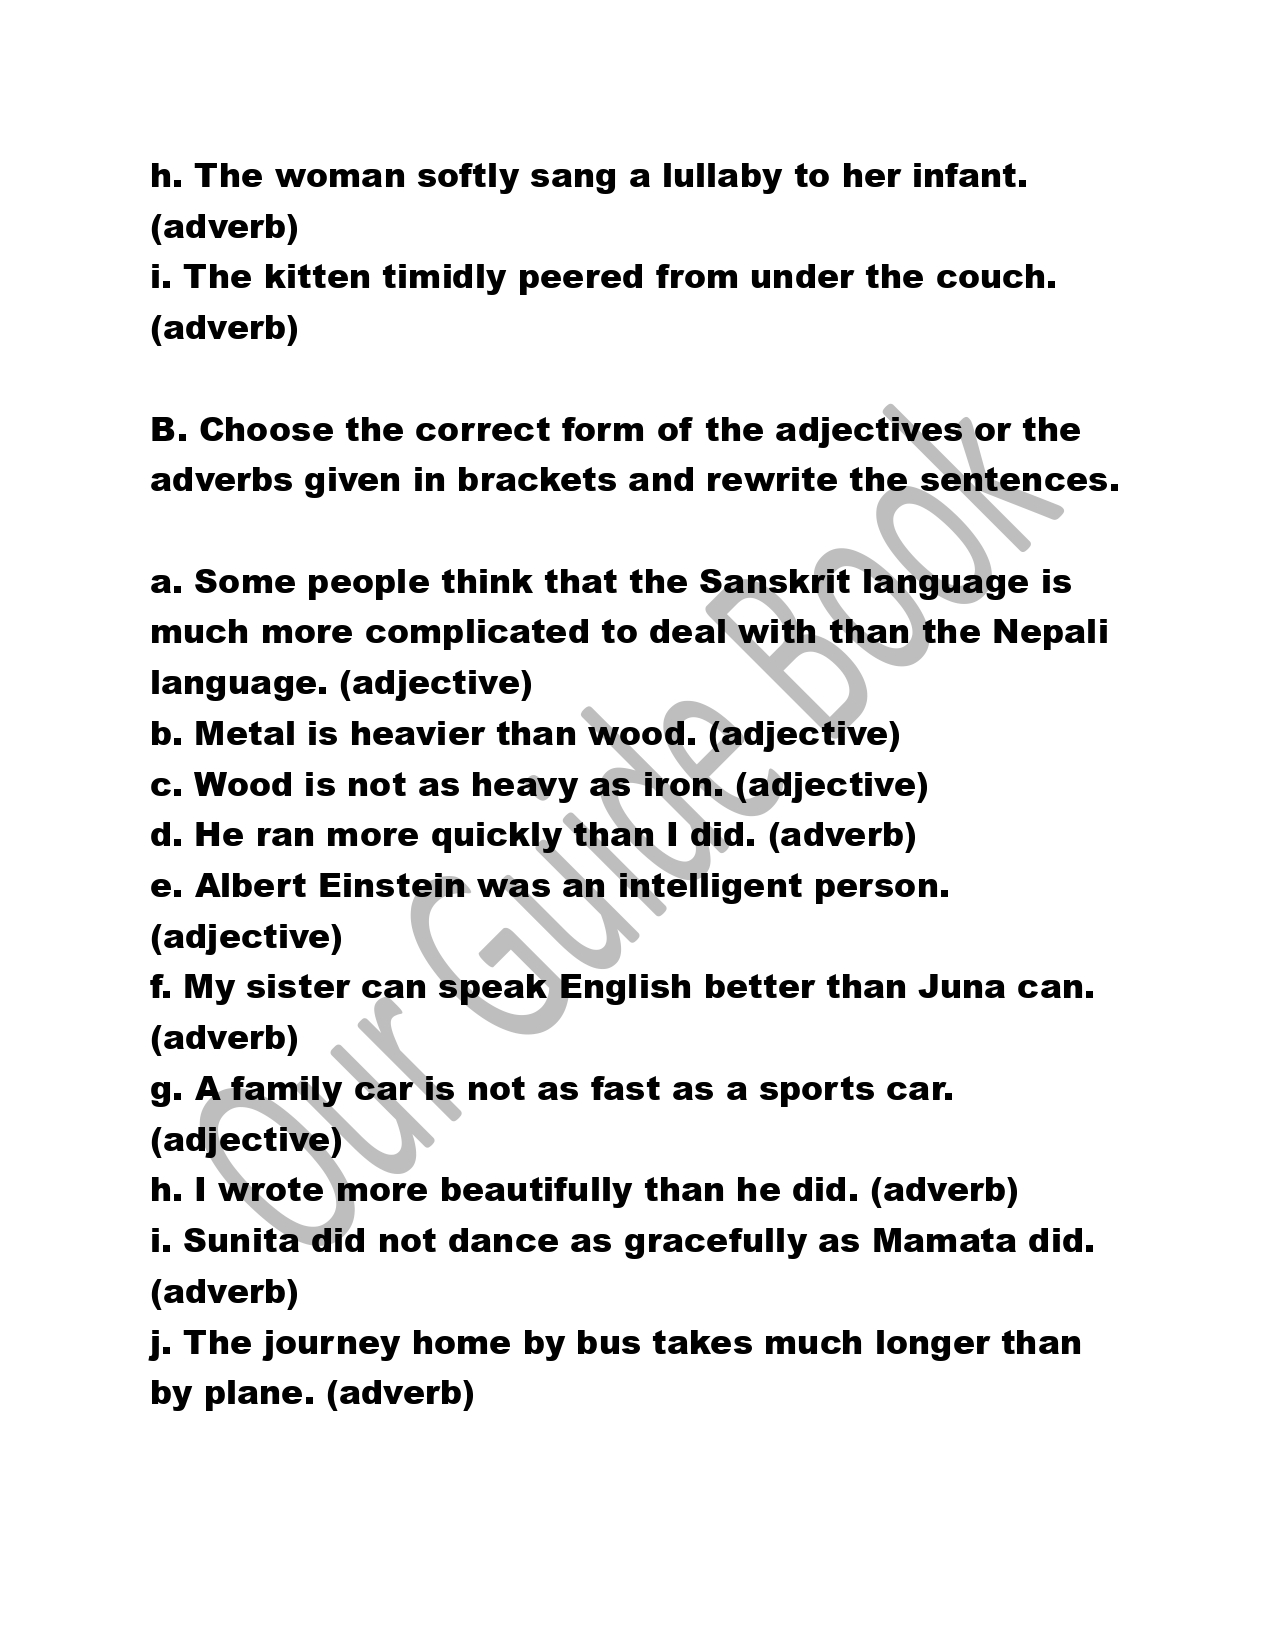 h. The woman softly sang a lullaby to her infant.
(adverb)
i. The kitten timidly peered from under the couch.
(adverb)
B. Choose the correct form of the adjectives or the
adverbs given in brackets and rewrite the sentences.
a. Some people think that the Sanskrit language is
much more complicated to deal with than the Nepali
language. (adjective)
b. Metal is heavier than wood. (adjective)
c. Wood is not as heavy as iron. (adjective)
d. He ran more quickly than I did. (adverb)
e. Albert Einstein was an intelligent person.
(adjective)
f. My sister can speak English better than Juna can.
(adverb)
g. A family car is not as fast as a sports car.
(adjective)
h. I wrote more beautifully than he did. (adverb)
i. Sunita did not dance as gracefully as Mamata did.
(adverb)
j. The journey home by bus takes much longer than
by plane. (adverb)
Our Guide Book